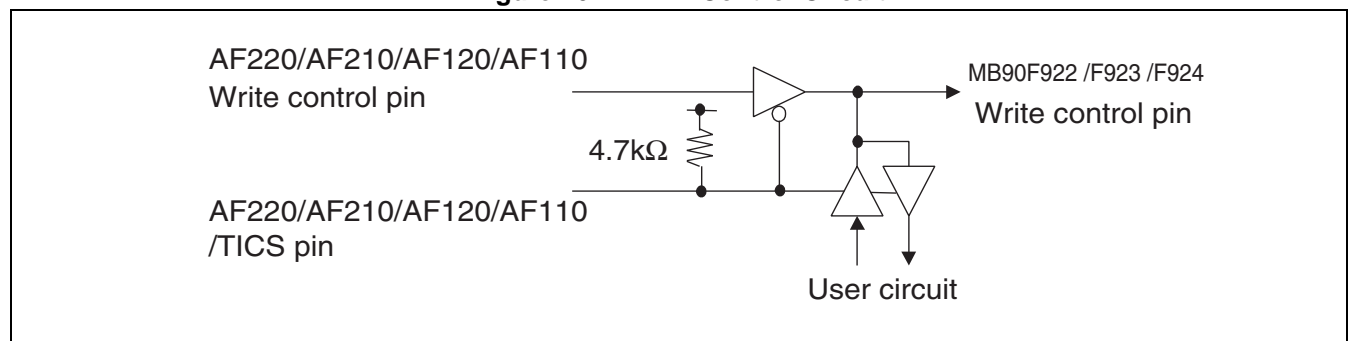 AF220/AF210/AF120/AF110
Write control pin
MB90F922 /F923 /F924
Write control pin
4.7kΩ
AF220/AF210/AF120/AF110
/TICS pin
User circuit